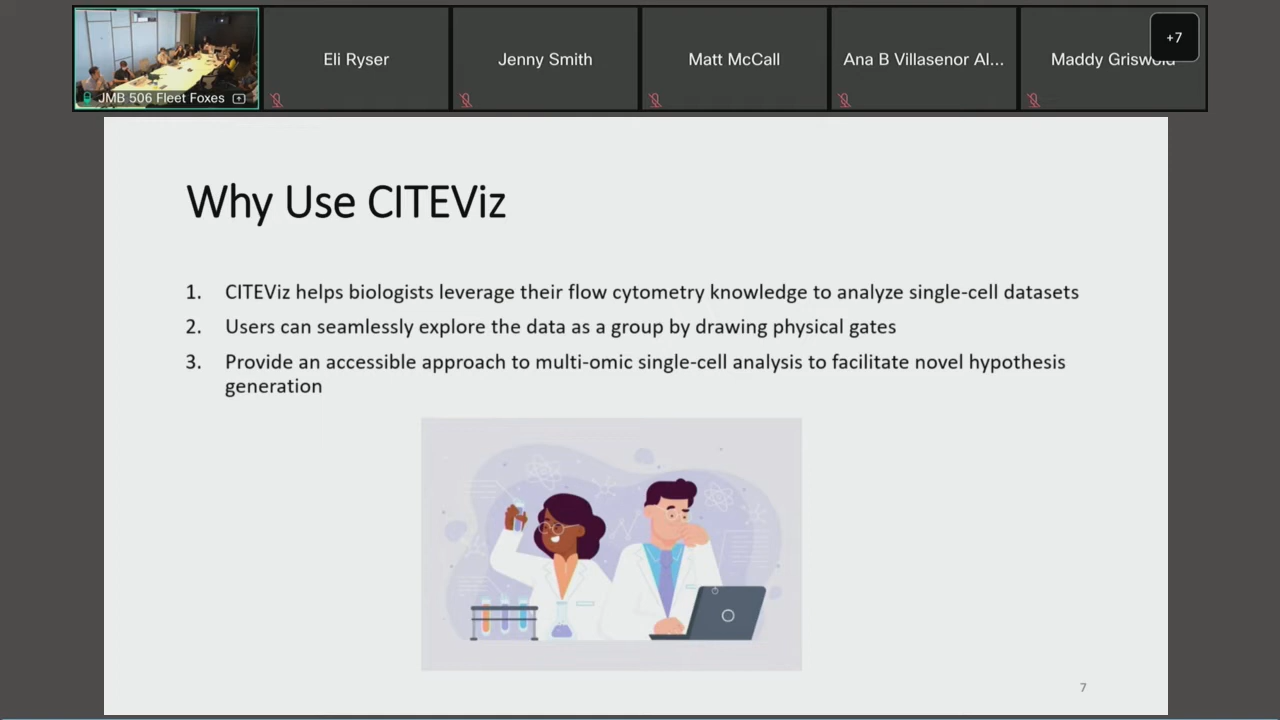 JMB 506 Fleet Foxes
Eli Ryser
Jenny Smith
Matt McCall
Ana B Villasenor Al...
Maddy Griswold
+7
Why Use CITEViz
1. CITEViz helps biologists leverage their flow cytometry knowledge to analyze single-cell datasets
2. Users can seamlessly explore the data as a group by drawing physical gates
3. Provide an accessible approach to multi-omic single-cell analysis to facilitate novel hypothesis
generation
7